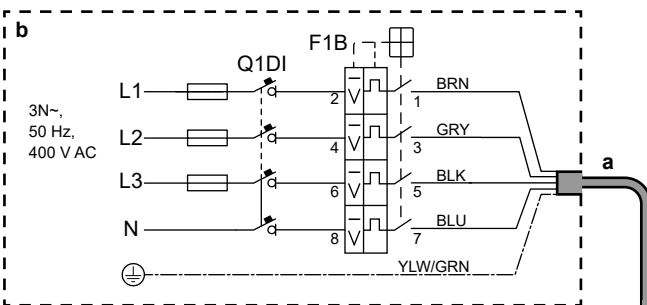 b
F1B
Q1DI
L1 2 1 BRN
3N~,
50 Hz,
400 V AC
L2 4 3 GRY
a
L3 6 5 BLK
N 8 7 BLU
YLW/GRN